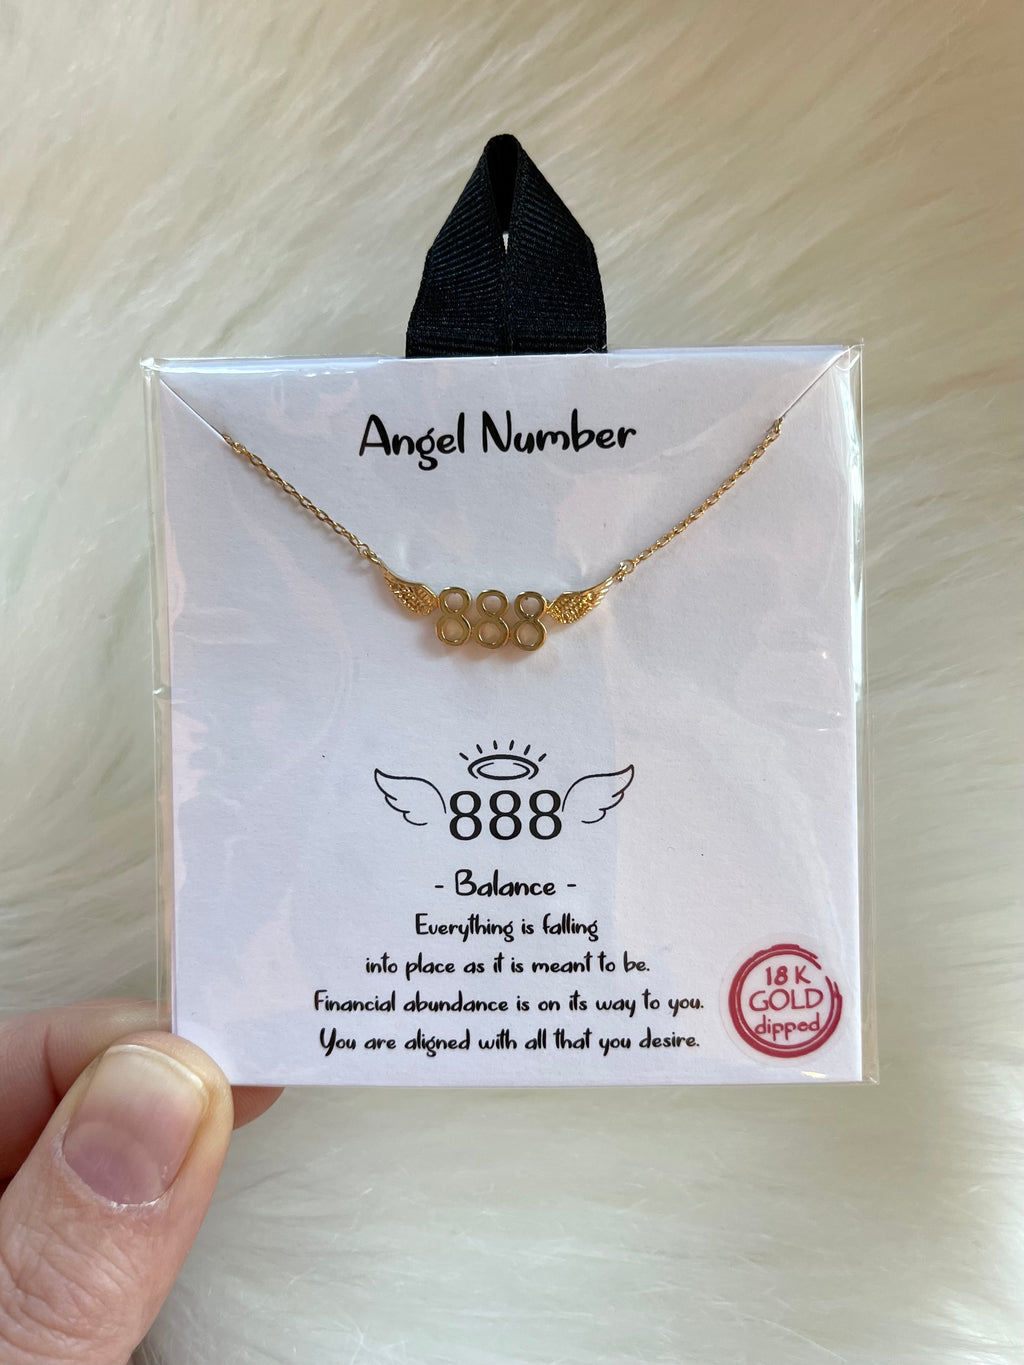 Angel Number
888
888
- Balance -
Everything is falling
into place as it is meant to be.
Financial abundance is on its way to you.
You are aligned with all that you desire.
18 K
GOLD
dipped